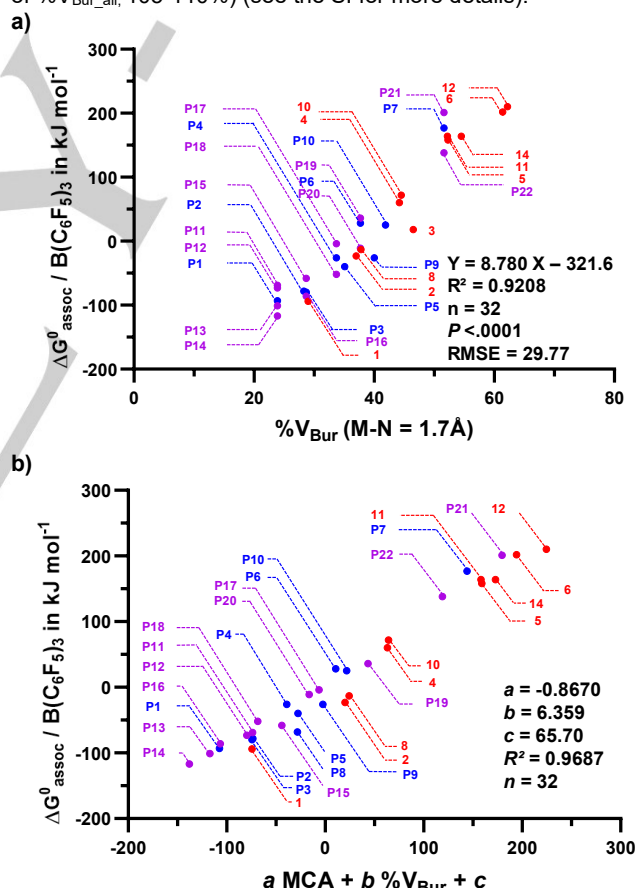 or %VBur_all, 105-110%) (see the SI for more details).
a)
300
200
100
0
-100
-200
0
20
40
60
80
ΔG⁰assoc / B(C6F5)3 in kJ mol⁻¹
%VBur (M-N = 1.7Å)
P17
P4
P18
P15
P2
P11
P12
P1
P13
P14
10
4
P10
P19
P6
P20
P21
P7
12
6
14
11
5
P22
3
P9
8
2
P5
P3
P16
1
Y = 8.780 X – 321.6
R² = 0.9208
n = 32
P <.0001
RMSE = 29.77
b)
300
200
100
0
-100
-200
-200
-100
0
100
200
300
ΔG⁰assoc / B(C6F5)3 in kJ mol⁻¹
a MCA + b %VBur + c
P10
P6
P17
P20
P4
P18
P11
P12
P16
P1
P13
P14
11
P7
P22
P21
12
6
14
5
10
4
P19
8
2
P9
P5
P8
P2
P3
P15
1
a = -0.8670
b = 6.359
c = 65.70
R² = 0.9687
n = 32